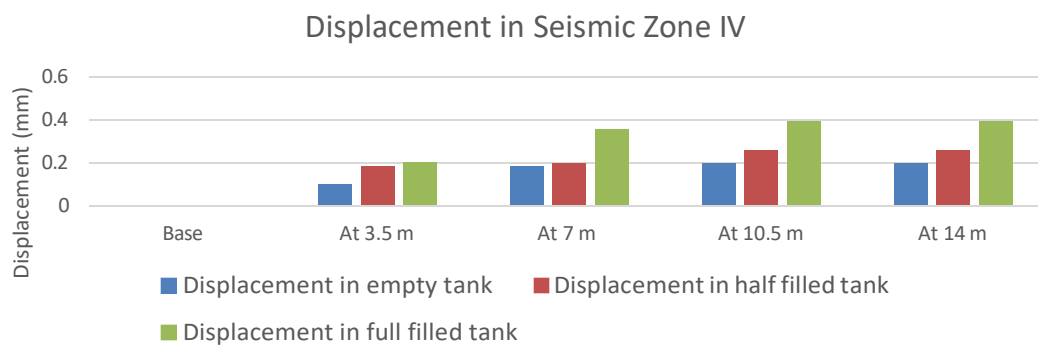 Displacement in Seismic Zone IV
Displacement (mm)
0.6
0.4
0.2
0
Base At 3.5 m At 7 m At 10.5 m At 14 m
Displacement in empty tank Displacement in half filled tank
Displacement in full filled tank